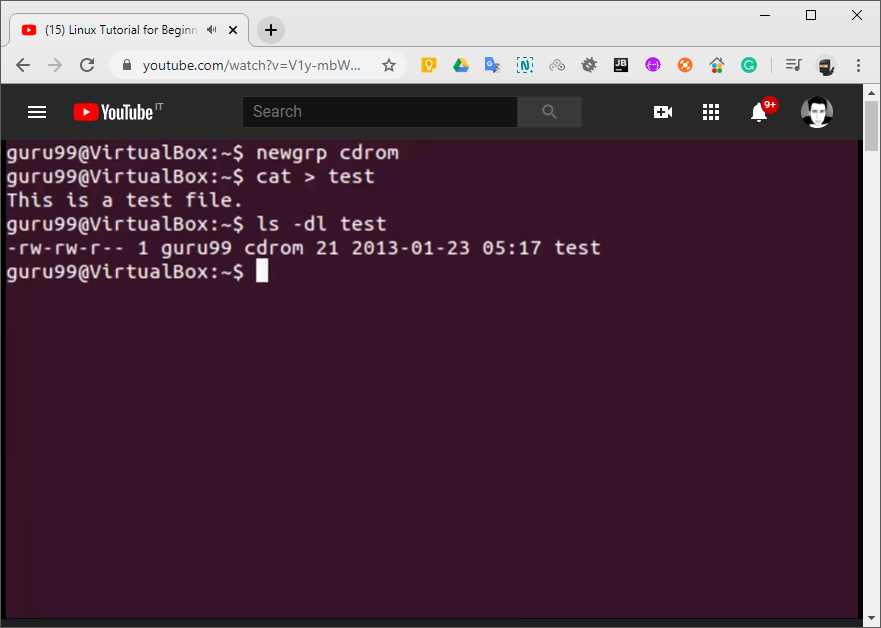 (15) Linux Tutorial for Beginn
youtube.com/watch?v=V1y-mbW...
JB
N
YouTube IT
Search
9+
guru99@VirtualBox:~$ newgrp cdrom
guru99@VirtualBox:~$ cat > test
This is a test file.
guru99@VirtualBox:~$ ls -dl test
-rw-rw-r-- 1 guru99 cdrom 21 2013-01-23 05:17 test
guru99@VirtualBox:~$